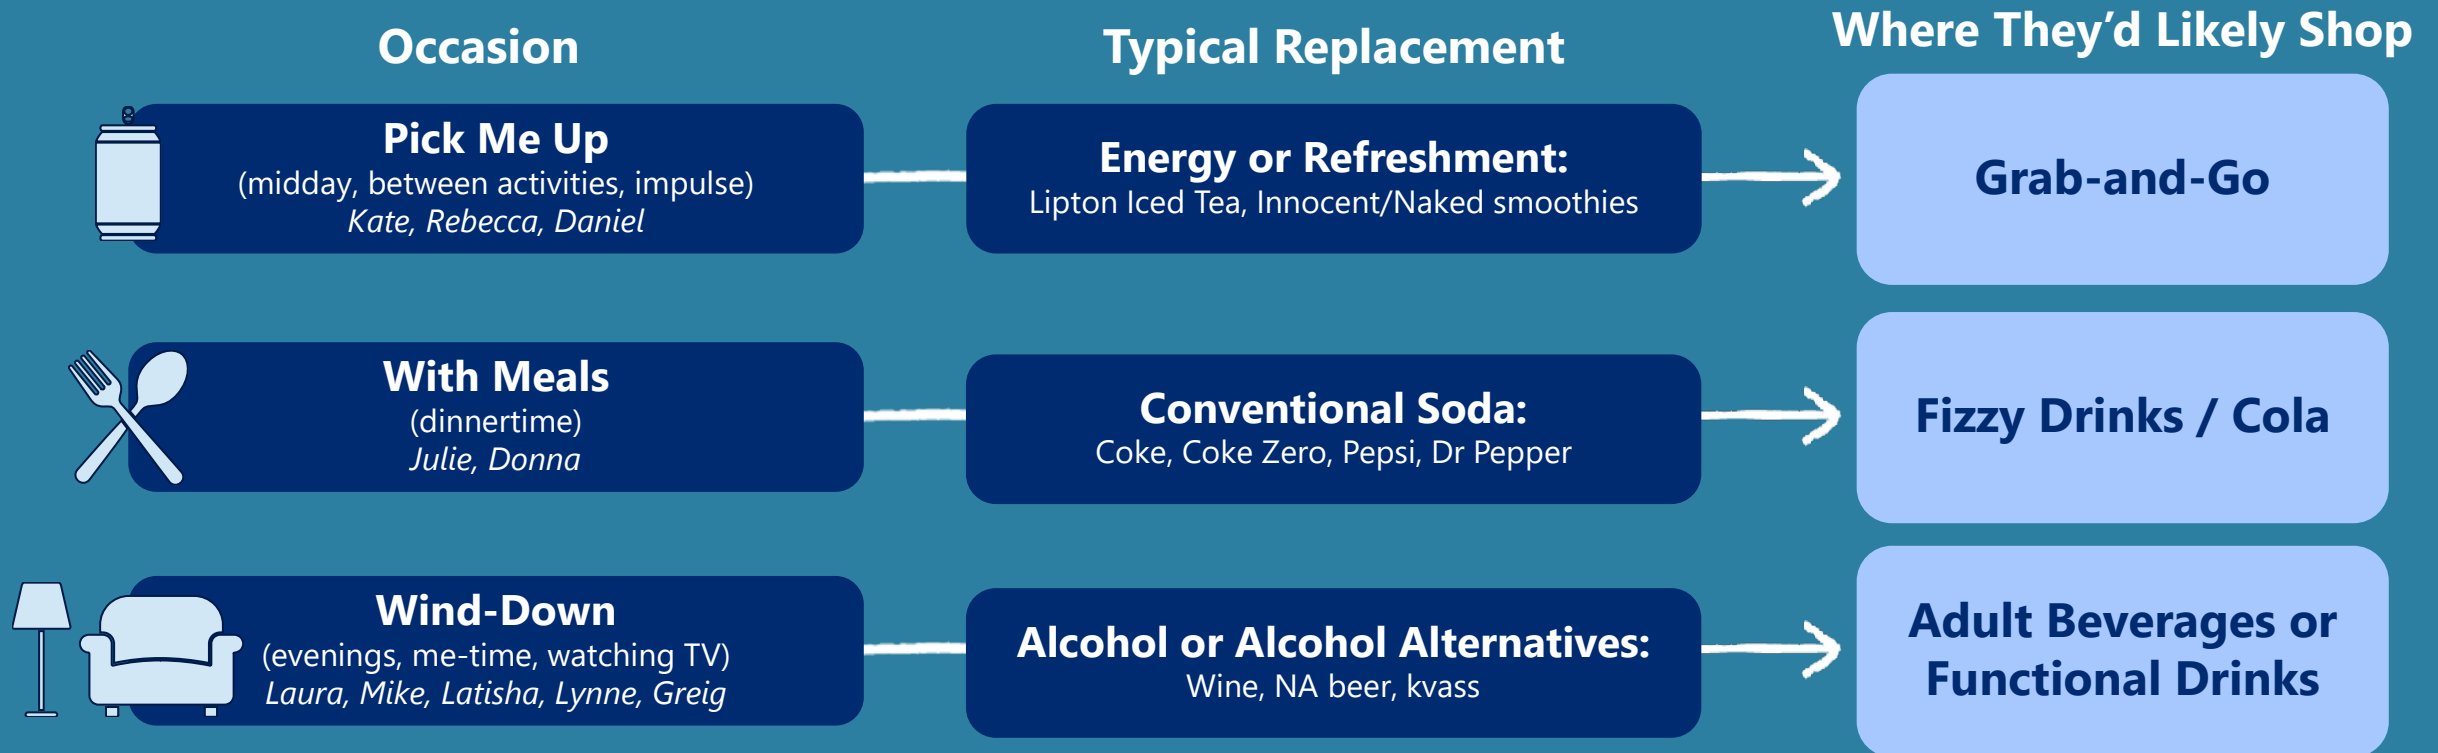 Occasion
Typical Replacement
Where They’d Likely Shop
Pick Me Up
(midday, between activities, impulse)
Kate, Rebecca, Daniel
Energy or Refreshment:
Lipton Iced Tea, Innocent/Naked smoothies
Grab-and-Go
With Meals
(dinnertime)
Julie, Donna
Conventional Soda:
Coke, Coke Zero, Pepsi, Dr Pepper
Fizzy Drinks / Cola
Wind-Down
(evenings, me-time, watching TV)
Laura, Mike, Latisha, Lynne, Greig
Alcohol or Alcohol Alternatives:
Wine, NA beer, kvass
Adult Beverages or
Functional Drinks